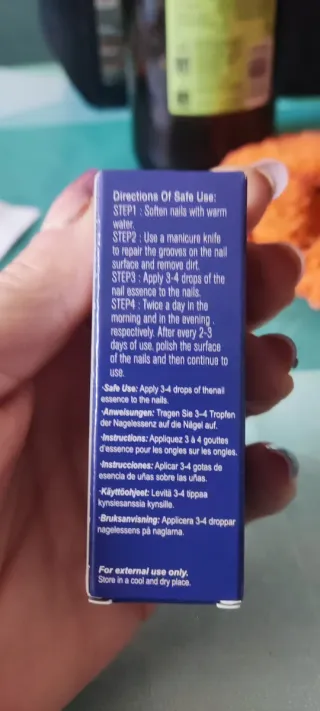 Directions Of Safe Use:
STEP1 : Soften nails with warm
water.
STEP2 : Use a manicure knife
to repair the grooves on the nail
surface and remove dirt.
STEP3 : Apply 3-4 drops of the
nail essence to the nails.
STEP4 : Twice a day in the
morning and in the evening ,
respectively. After every 2-3
days of use, polish the surface
of the nails and then continue to
use.
·Safe Use: Apply 3-4 drops of thenail
essence to the nails.
·Anweisungen: Tragen Sie 3–4 Tropfen
der Nagelessenz auf die Nägel auf.
·Instructions: Appliquez 3 à 4 gouttes
d'essence pour les ongles sur les ongles.
·Instrucciones: Aplicar 3-4 gotas de
esencia de uñas sobre las uñas.
·Käyttöohjeet: Levitä 3-4 tippaa
kynsiesanssia kynsille.
·Bruksanvisning: Applicera 3-4 droppar
nagelessens på naglarna.
For external use only.
Store in a cool and dry place.